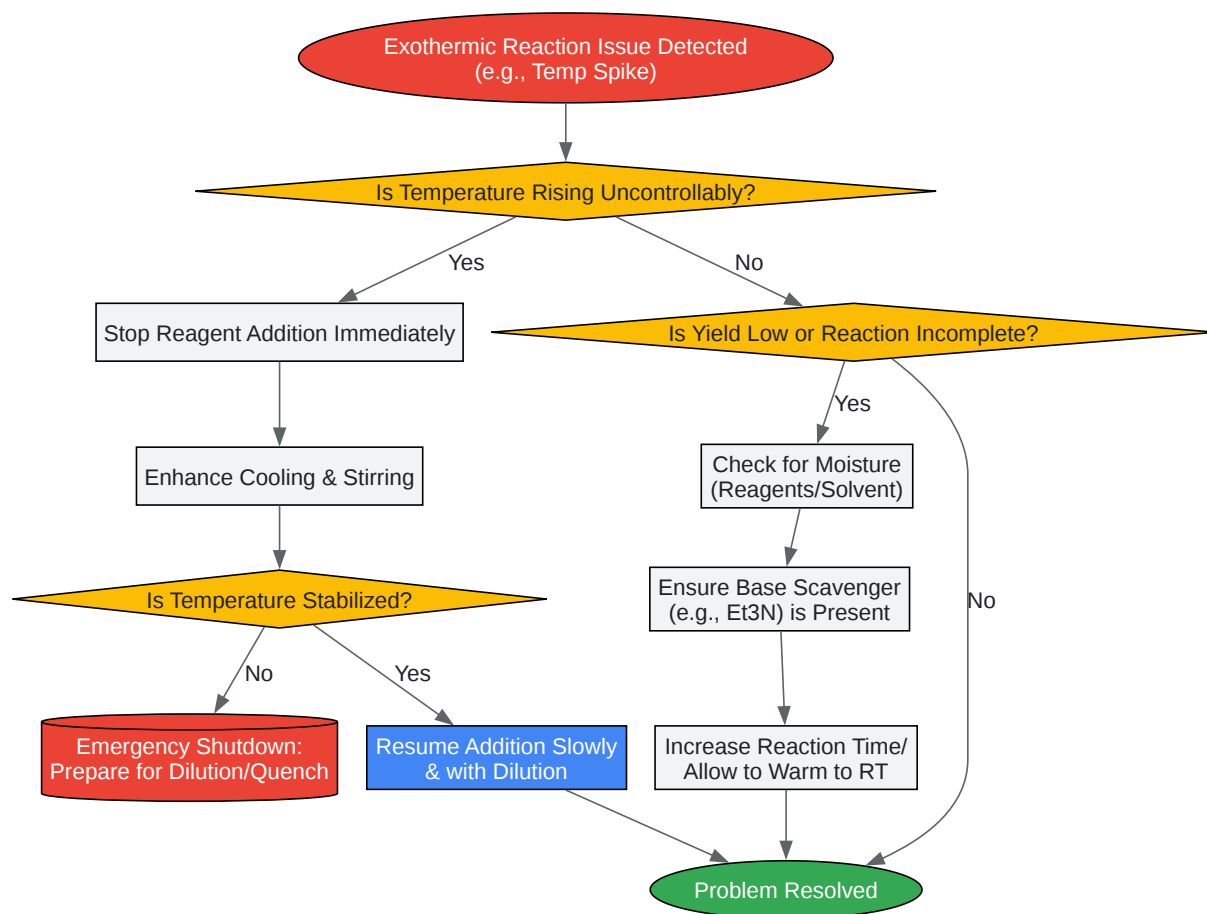 Exothermic Reaction Issue Detected
(e.g., Temp Spike)
Is Temperature Rising Uncontrollably?
Yes
No
Stop Reagent Addition Immediately
Is Yield Low or Reaction Incomplete?
Yes
Enhance Cooling & Stirring
Check for Moisture
(Reagents/Solvent)
Is Temperature Stabilized?
Ensure Base Scavenger
(e.g., Et3N) is Present
No
No
Yes
Emergency Shutdown:
Prepare for Dilution/Quench
Resume Addition Slowly
& with Dilution
Increase Reaction Time/
Allow to Warm to RT
Problem Resolved